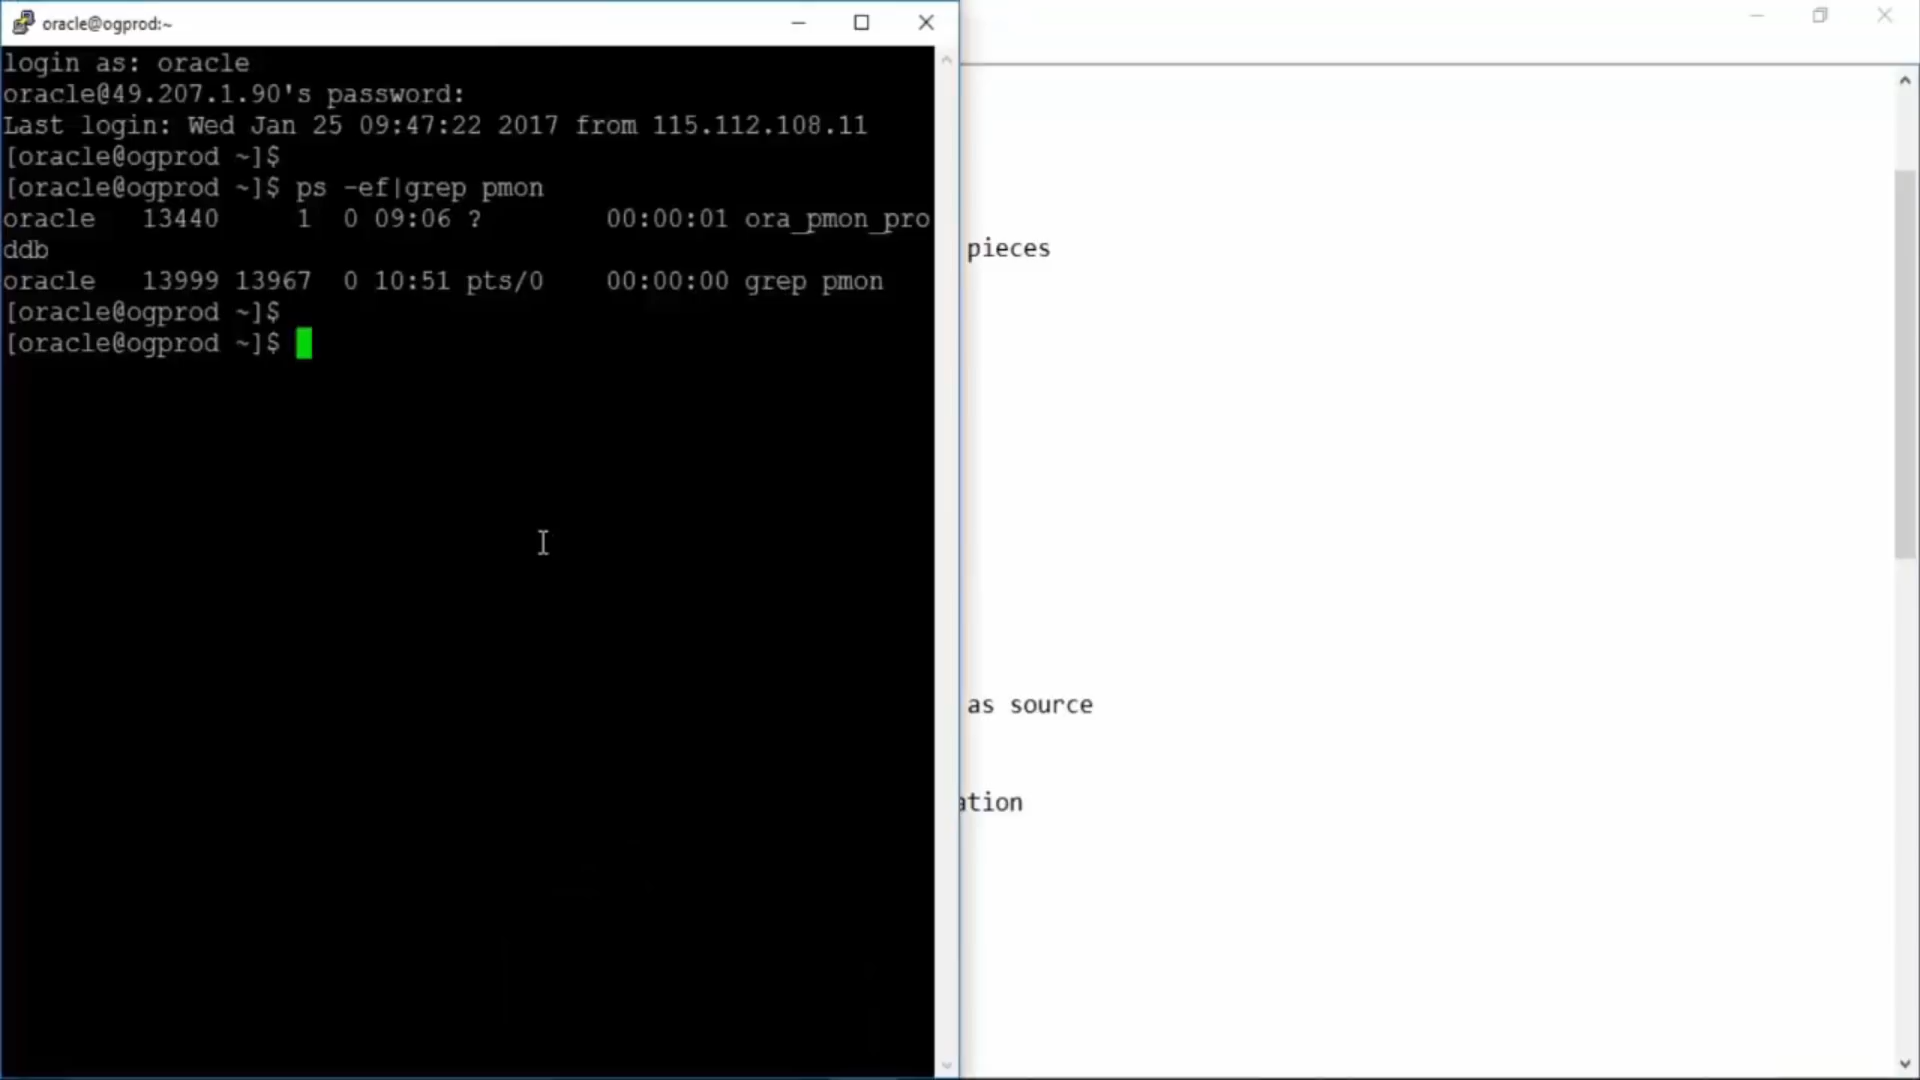 oracle@ogprod:~
login as: oracle
oracle@49.207.1.90's password:
Last login: Wed Jan 25 09:47:22 2017 from 115.112.108.11
[oracle@ogprod ~]$
[oracle@ogprod ~]$ ps -ef|grep pmon
oracle   13440     1  0 09:06 ?        00:00:01 ora_pmon_pro
ddb
oracle   13999 13967  0 10:51 pts/0    00:00:00 grep pmon
[oracle@ogprod ~]$
[oracle@ogprod ~]$
pieces
as source
ation